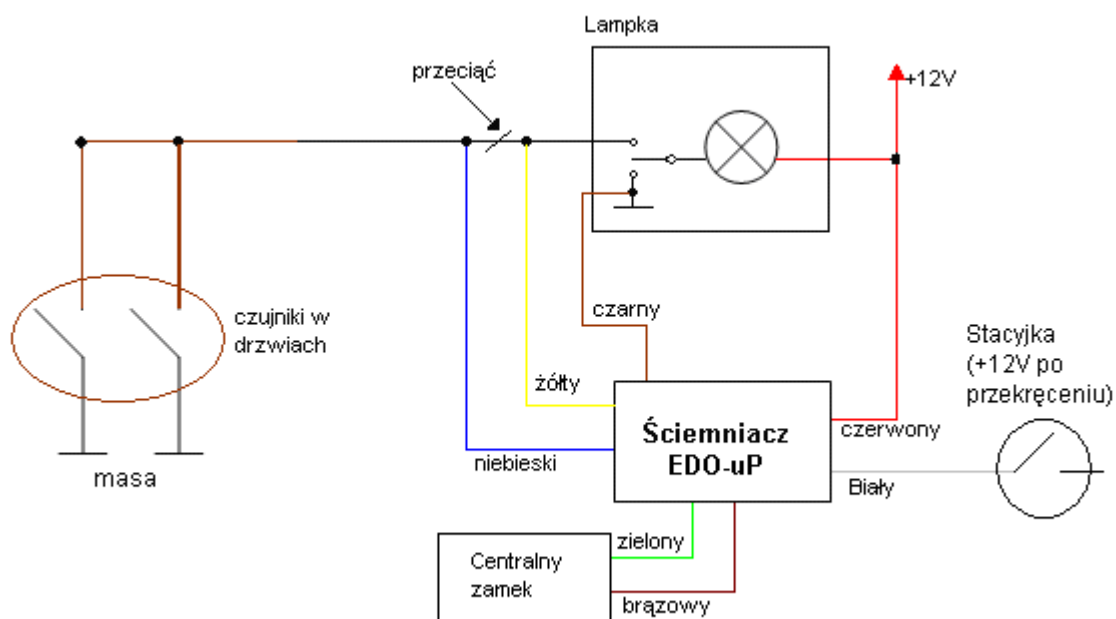 Lampka
przeciąć
+12V
czujniki w
drzwiach
czarny
Stacyjka
(+12V po
przekręceniu)
żółty
Ściemniacz
EDO-uP
czerwony
niebieski
masa
Biały
zielony
Centralny
zamek
brązowy